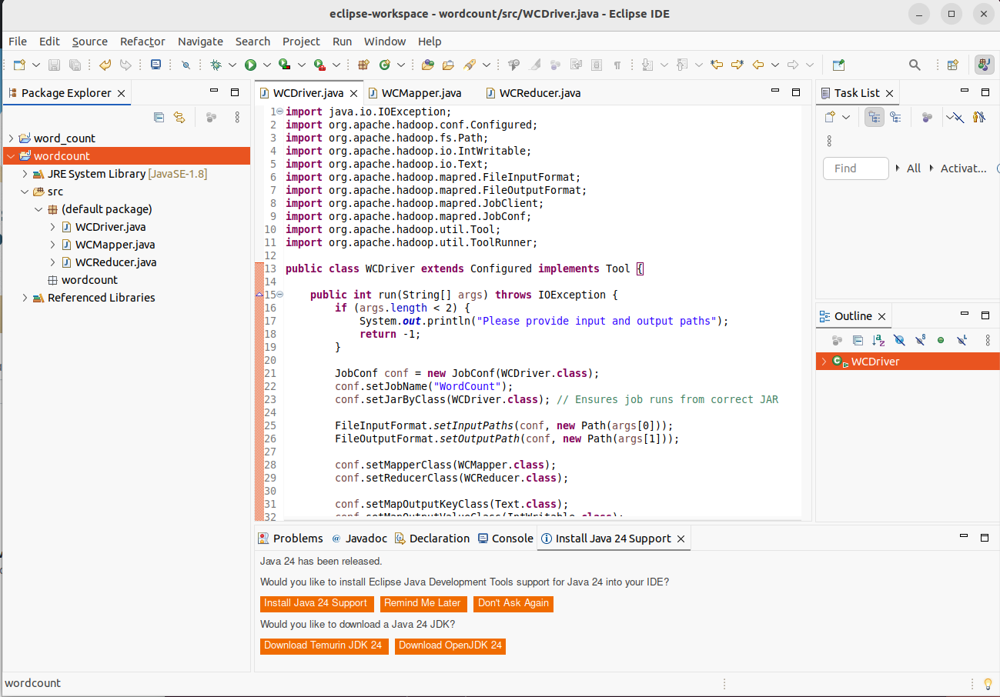 eclipse-workspace - wordcount/src/WCDriver.java - Eclipse IDE
File Edit Source Refactor Navigate Search Project Run Window Help
Package Explorer
word_count
wordcount
JRE System Library [JavaSE-1.8]
src
(default package)
WCDriver.java
WCMapper.java
WCReducer.java
wordcount
Referenced Libraries
WCDriver.java WCMapper.java WCReducer.java
1 import java.io.IOException;
2 import org.apache.hadoop.conf.Configured;
3 import org.apache.hadoop.fs.Path;
4 import org.apache.hadoop.io.IntWritable;
5 import org.apache.hadoop.io.Text;
6 import org.apache.hadoop.mapred.FileInputFormat;
7 import org.apache.hadoop.mapred.FileOutputFormat;
8 import org.apache.hadoop.mapred.JobClient;
9 import org.apache.hadoop.mapred.JobConf;
10 import org.apache.hadoop.util.Tool;
11 import org.apache.hadoop.util.ToolRunner;
12
13 public class WCDriver extends Configured implements Tool {
14
15 public int run(String[] args) throws IOException {
16 if (args.length < 2) {
17 System.out.println("Please provide input and output paths");
18 return -1;
19 }
20
21 JobConf conf = new JobConf(WCDriver.class);
22 conf.setJobName("WordCount");
23 conf.setJarByClass(WCDriver.class); // Ensures job runs from correct JAR
24
25 FileInputFormat.setInputPaths(conf, new Path(args[0]));
26 FileOutputFormat.setOutputPath(conf, new Path(args[1]));
27
28 conf.setMapperClass(WCMapper.class);
29 conf.setReducerClass(WCReducer.class);
30
31 conf.setMapOutputKeyClass(Text.class);
32 conf.setMapOutputValueClass(IntWritable.class);
Task List
Find All Activat...
Outline
WCDriver
Problems Javadoc Declaration Console Install Java 24 Support
Java 24 has been released.
Would you like to install Eclipse Java Development Tools support for Java 24 into your IDE?
Install Java 24 Support Remind Me Later Don't Ask Again
Would you like to download a Java 24 JDK?
Download Temurin JDK 24 Download OpenJDK 24
wordcount